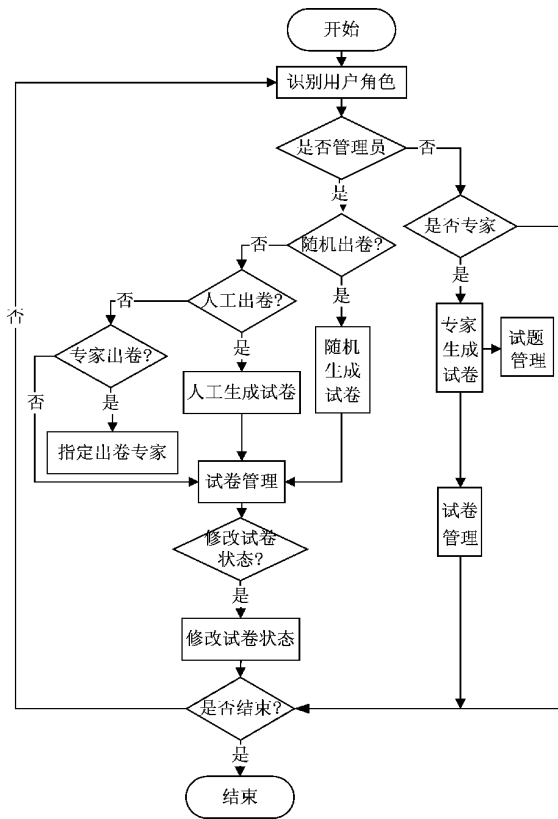 开始
识别用户角色
是否管理员
否
是
是否专家
随机出卷?
否
是
是
人工出卷?
否
专家出卷?
是
否
是
否
随机
生成
试卷
专家
生成
试卷
试题
管理
人工生成试卷
指定出卷专家
试卷管理
试卷
管理
修改试卷
状态?
是
修改试卷状态
是否结束?
是
结束